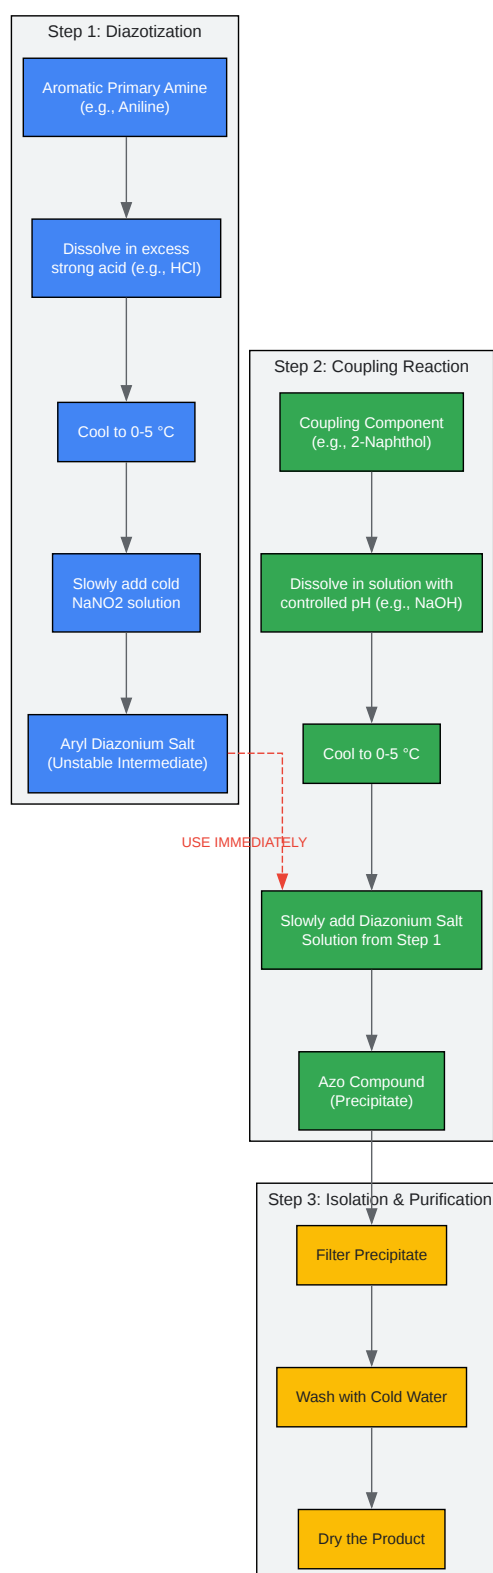 Step 1: Diazotization
Aromatic Primary Amine
(e.g., Aniline)
Dissolve in excess
strong acid (e.g., HCl)
Cool to 0-5 °C
Slowly add cold
NaNO2 solution
Aryl Diazonium Salt
(Unstable Intermediate)
USE IMMEDIATELY
Step 2: Coupling Reaction
Coupling Component
(e.g., 2-Naphthol)
Dissolve in solution with
controlled pH (e.g., NaOH)
Cool to 0-5 °C
Slowly add Diazonium Salt
Solution from Step 1
Azo Compound
(Precipitate)
Step 3: Isolation & Purification
Filter Precipitate
Wash with Cold Water
Dry the Product